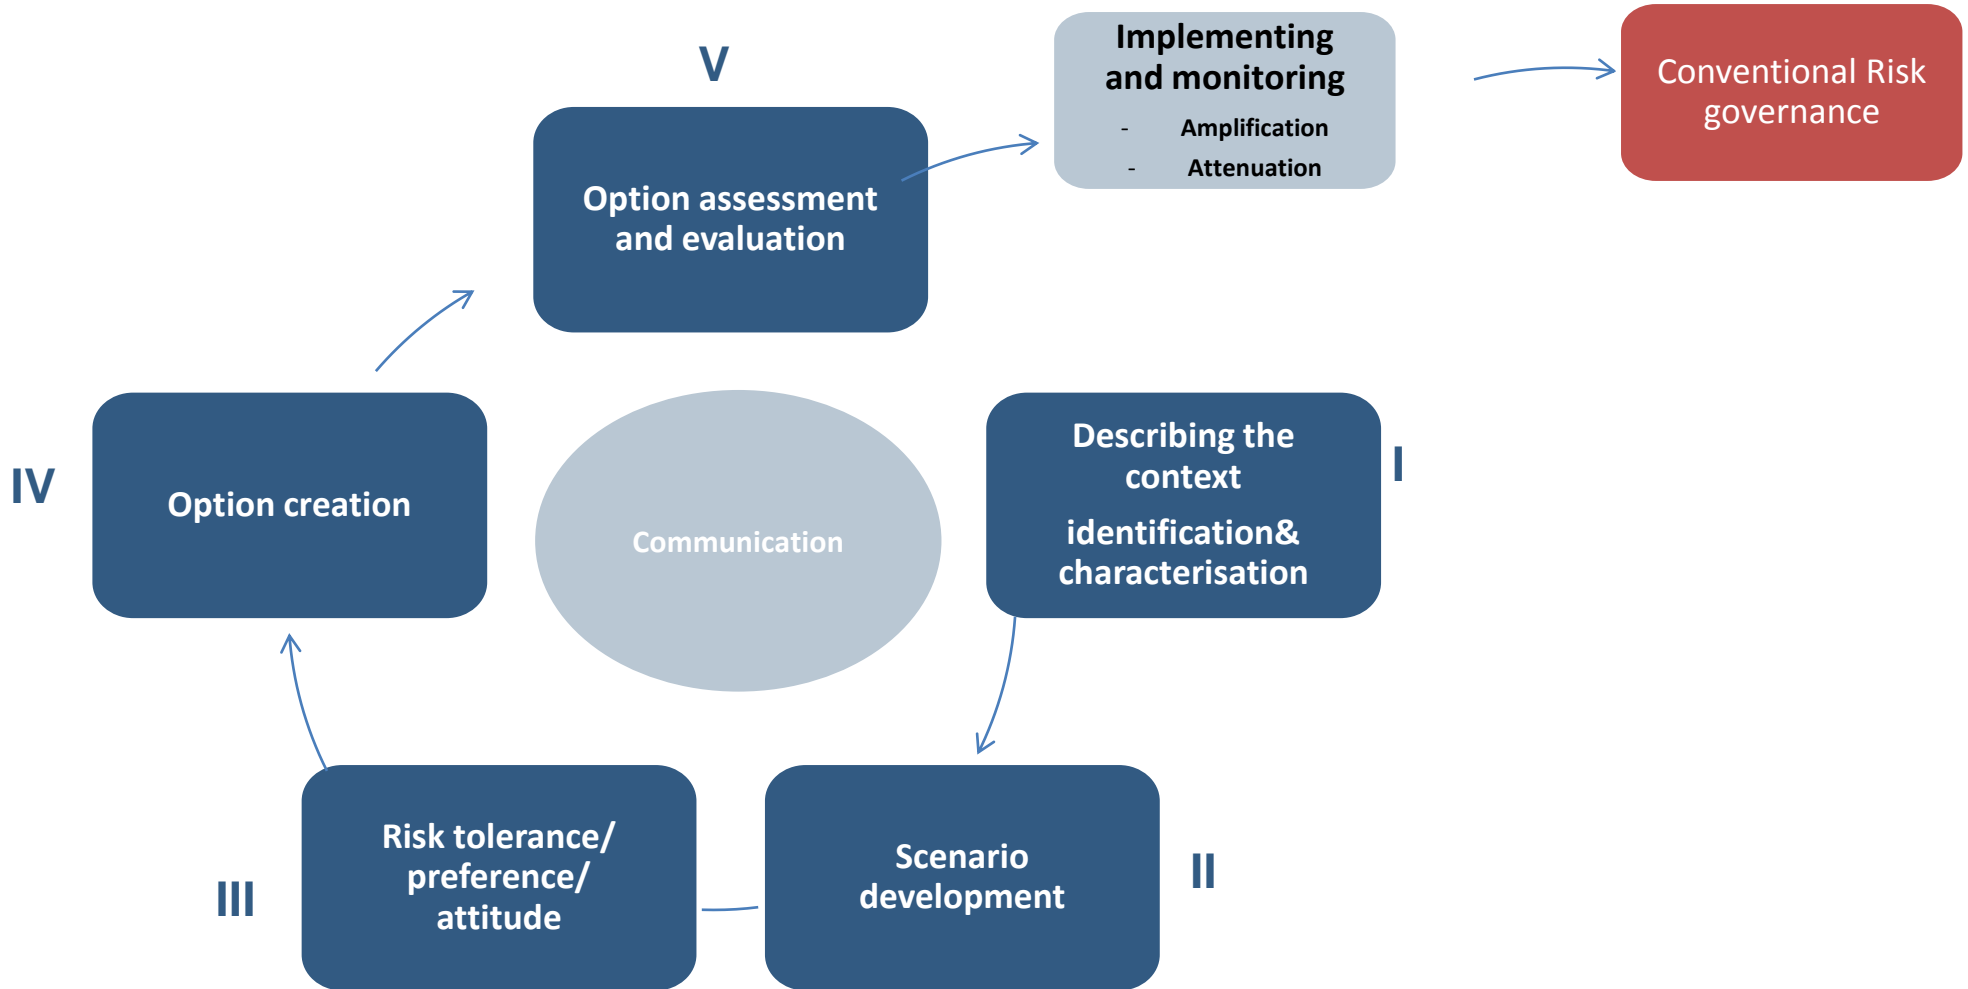 V
Implementing
and monitoring
- Amplification
- Attenuation
Conventional Risk
governance
Option assessment
and evaluation
IV
Option creation
Communication
Describing the
context
identification&
characterisation
I
III
Risk tolerance/
preference/
attitude
Scenario
development
II